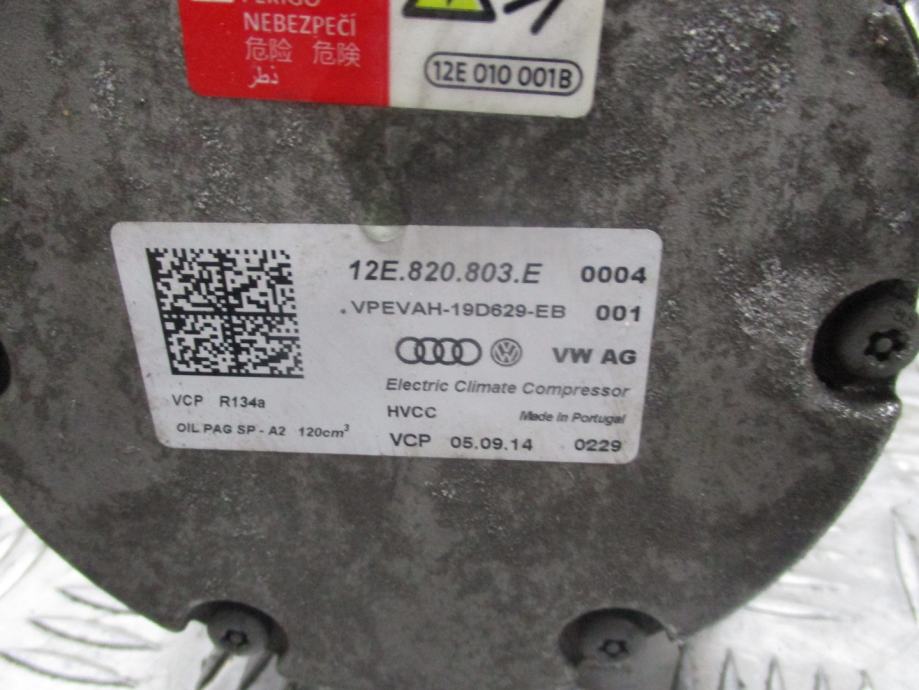 PERIGO
NEBEZPEČÍ
危险 危険
خطر
12E 010 001B
12E.820.803.E 0004
.VPEVAH-19D629-EB 001
VW AG
Electric Climate Compressor
VCP R134a
HVCC Made in Portugal
OIL PAG SP - A2 120cm³
VCP 05.09.14 0229